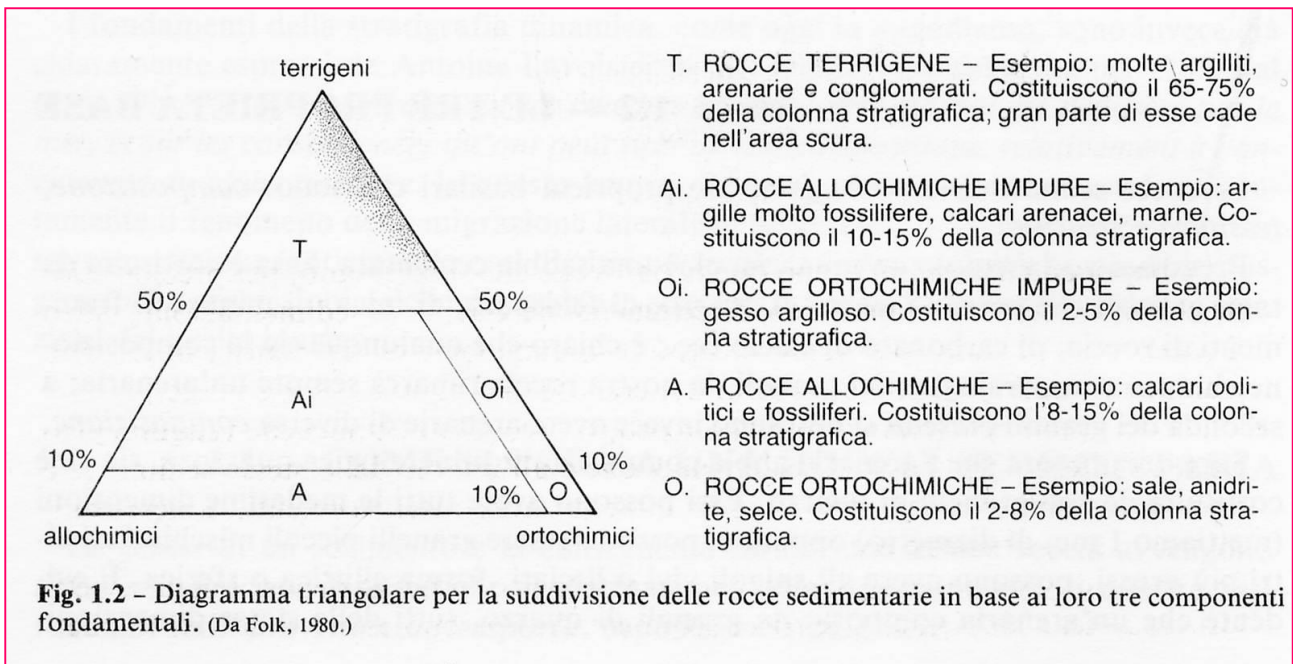 terrigeni
T
50%
50%
Ai
Oi
10%
10%
A
10%
O
allochimici
ortochimici
T. ROCCE TERRIGENE – Esempio: molte argilliti,
arenarie e conglomerati. Costituiscono il 65-75%
della colonna stratigrafica; gran parte di esse cade
nell'area scura.
Ai. ROCCE ALLOCHIMICHE IMPURE – Esempio: ar-
gille molto fossilifere, calcari arenacei, marne. Co-
stituiscono il 10-15% della colonna stratigrafica.
Oi. ROCCE ORTOCHIMICHE IMPURE – Esempio:
gesso argilloso. Costituiscono il 2-5% della colon-
na stratigrafica.
A. ROCCE ALLOCHIMICHE – Esempio: calcari ooli-
tici e fossiliferi. Costituiscono l'8-15% della colon-
na stratigrafica.
O. ROCCE ORTOCHIMICHE – Esempio: sale, anidri-
te, selce. Costituiscono il 2-8% della colonna stra-
tigrafica.
Fig. 1.2 – Diagramma triangolare per la suddivisione delle rocce sedimentarie in base ai loro tre componenti
fondamentali. (Da Folk, 1980.)